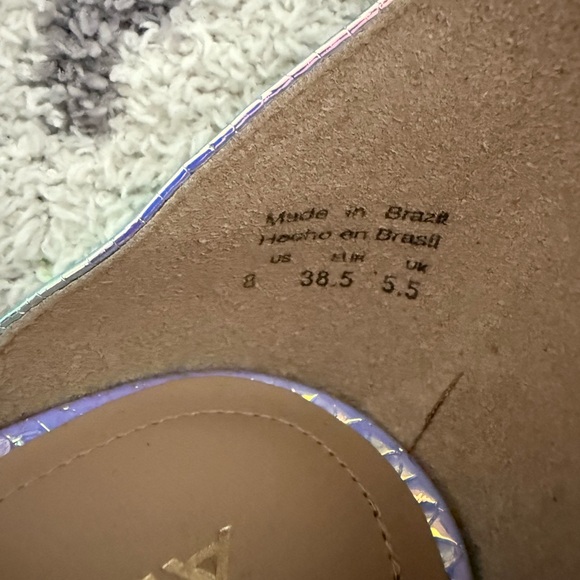 Made in Brazil
Hecho en Brasil
US EUR UK
8 38.5 5.5